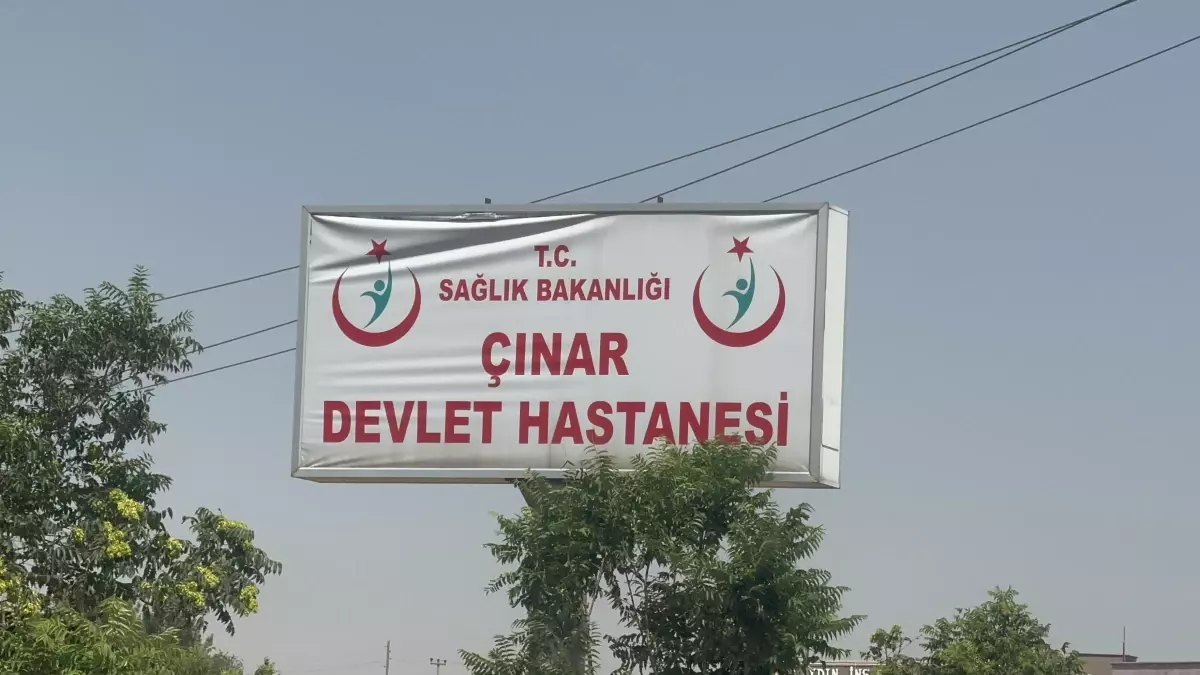 T.C.
SAĞLIK BAKANLIĞI
ÇINAR
DEVLET HASTANESİ